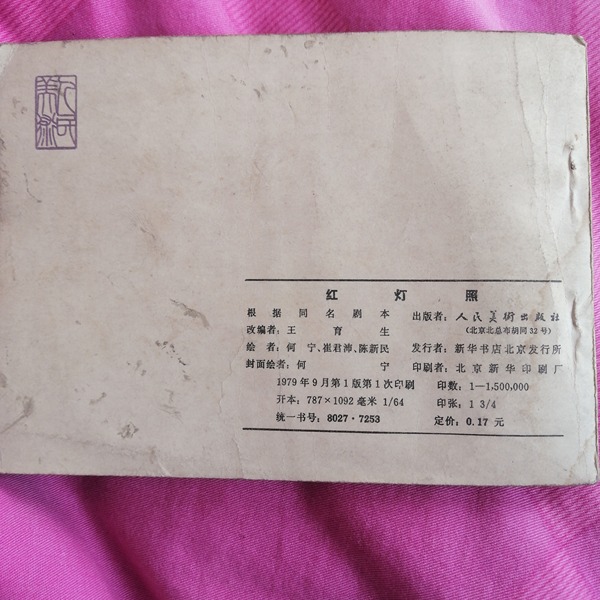 人民
美术
红灯照
根据同名剧本 出版者：人民美術出版社
（北京北总布胡同32号）
改编者：王育生
绘者：何宁、崔君沛、陈新民 发行者：新华书店北京发行所
封面绘者：何宁 印刷者：北京新华印刷厂
1979年9月第1版第1次印刷 印数：1—1,500,000
开本：787×1092毫米 1/64 印张：1 3/4
统一书号：8027·7253 定价：0.17元